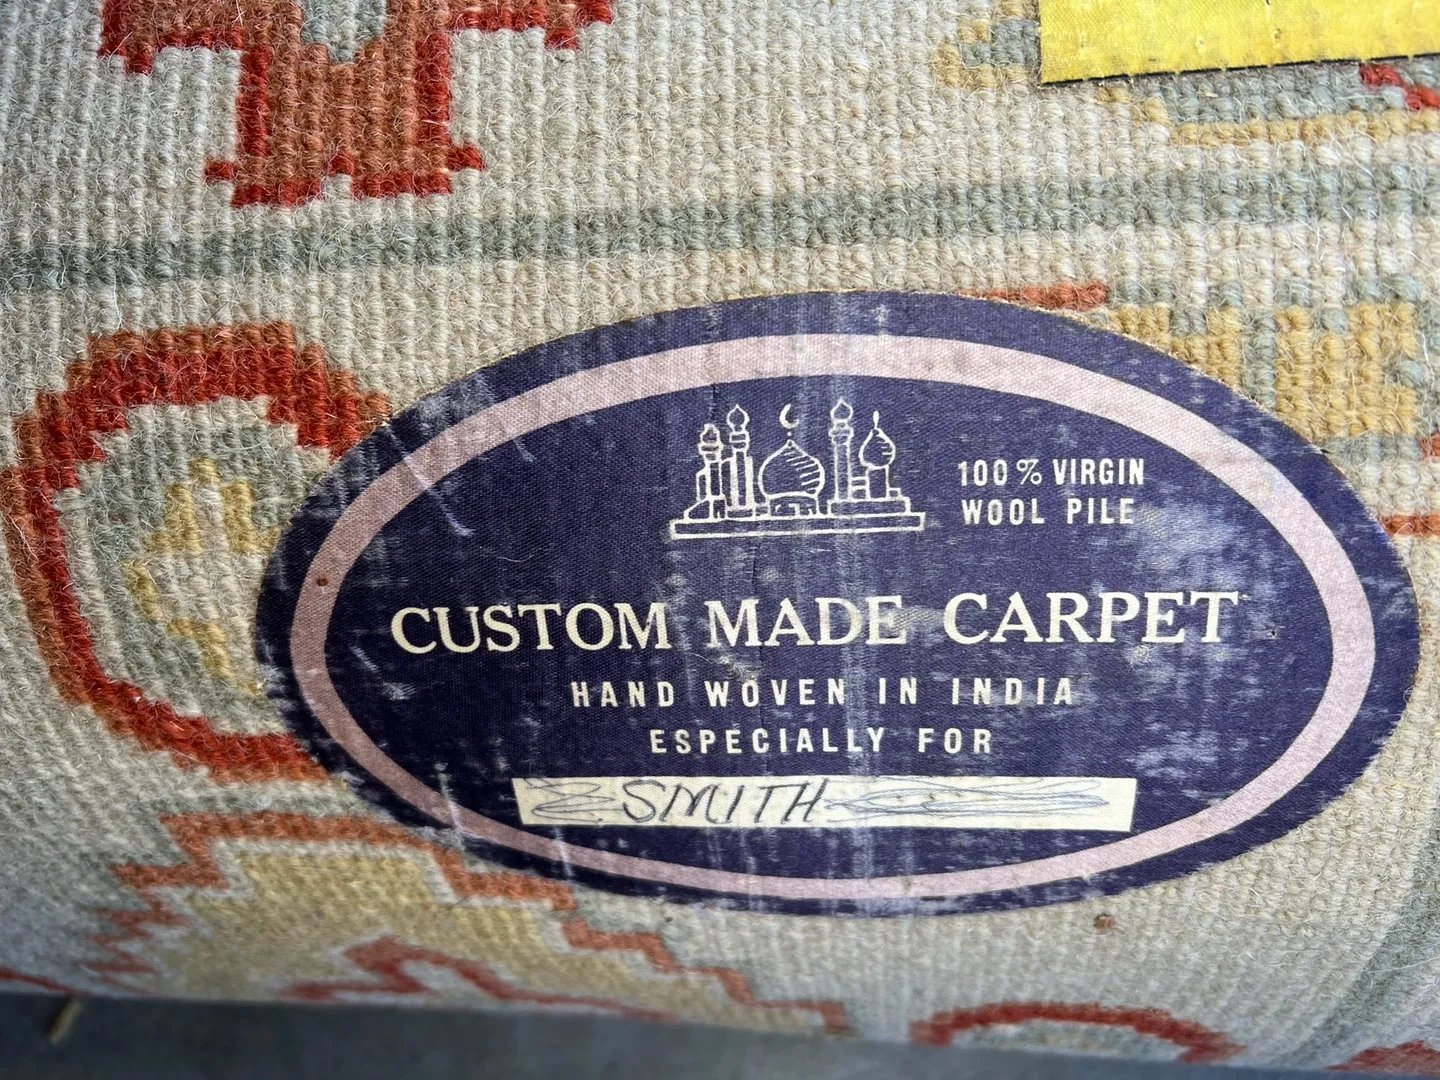 100% VIRGIN
WOOL PILE
CUSTOM MADE CARPET
HAND WOVEN IN INDIA
ESPECIALLY FOR
SMITH